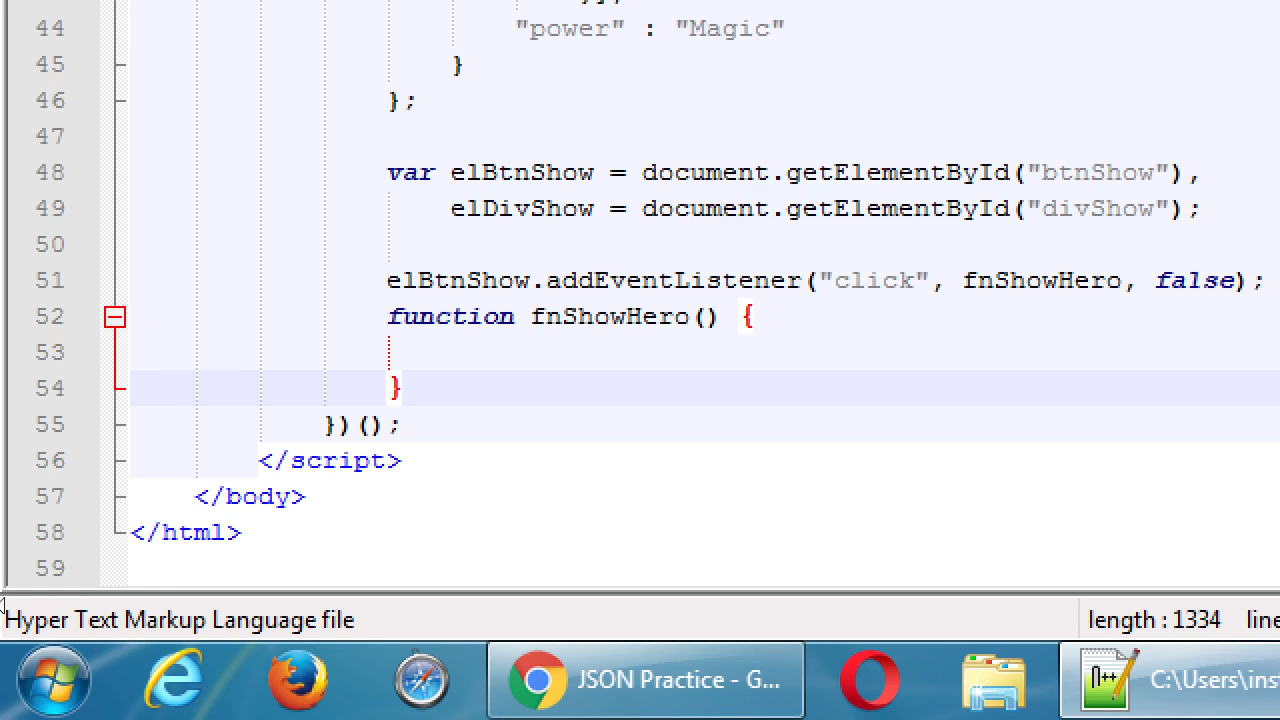 44 "power" : "Magic"
45 }
46 };
47
48 var elBtnShow = document.getElementById("btnShow"),
49 elDivShow = document.getElementById("divShow");
50
51 elBtnShow.addEventListener("click", fnShowHero, false);
52 function fnShowHero() {
53
54 }
55 })();
56 </script>
57 </body>
58 </html>
59
Hyper Text Markup Language file length : 1334 line
JSON Practice - G... C:\Users\inst